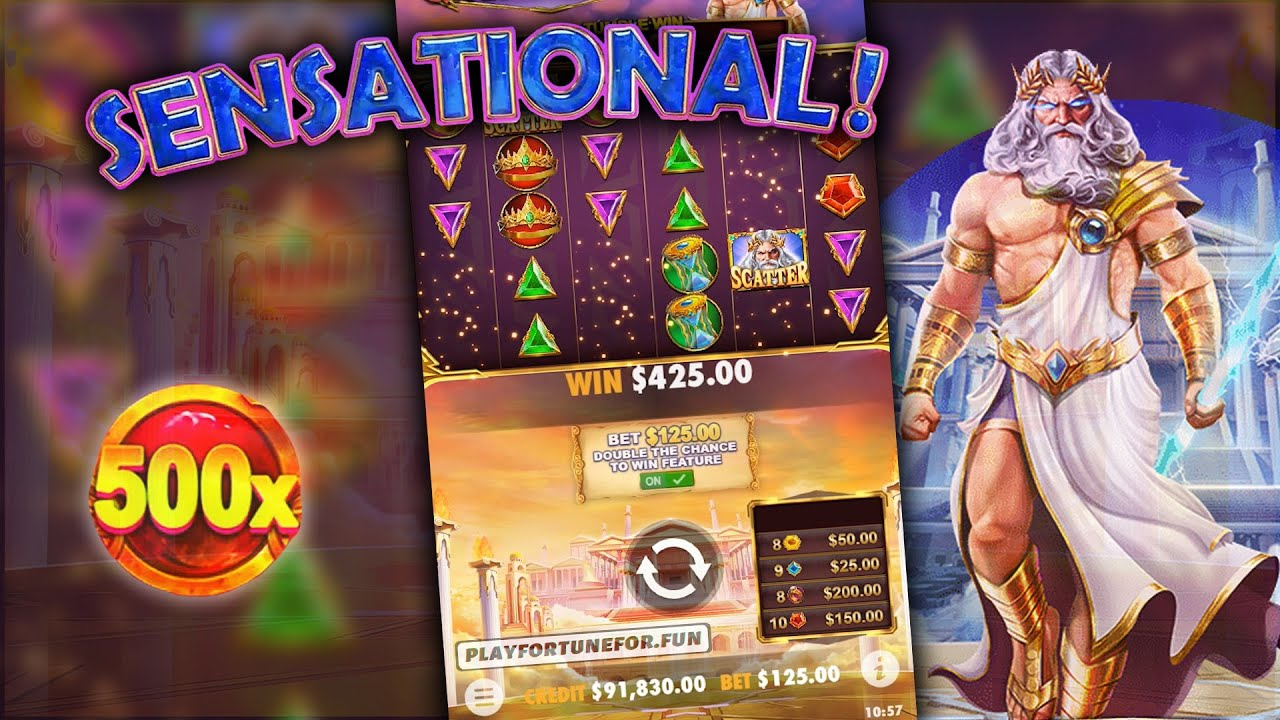 TUMBLE WIN
SENSATIONAL!
SCATTER
SCATTER
500x
WIN $425.00
BET $125.00
DOUBLE THE CHANCE
TO WIN FEATURE
ON
8 $50.00
9 $25.00
8 $200.00
10 $150.00
PLAYFORTUNEFOR.FUN
CREDIT $91,830.00 BET $125.00
10:57